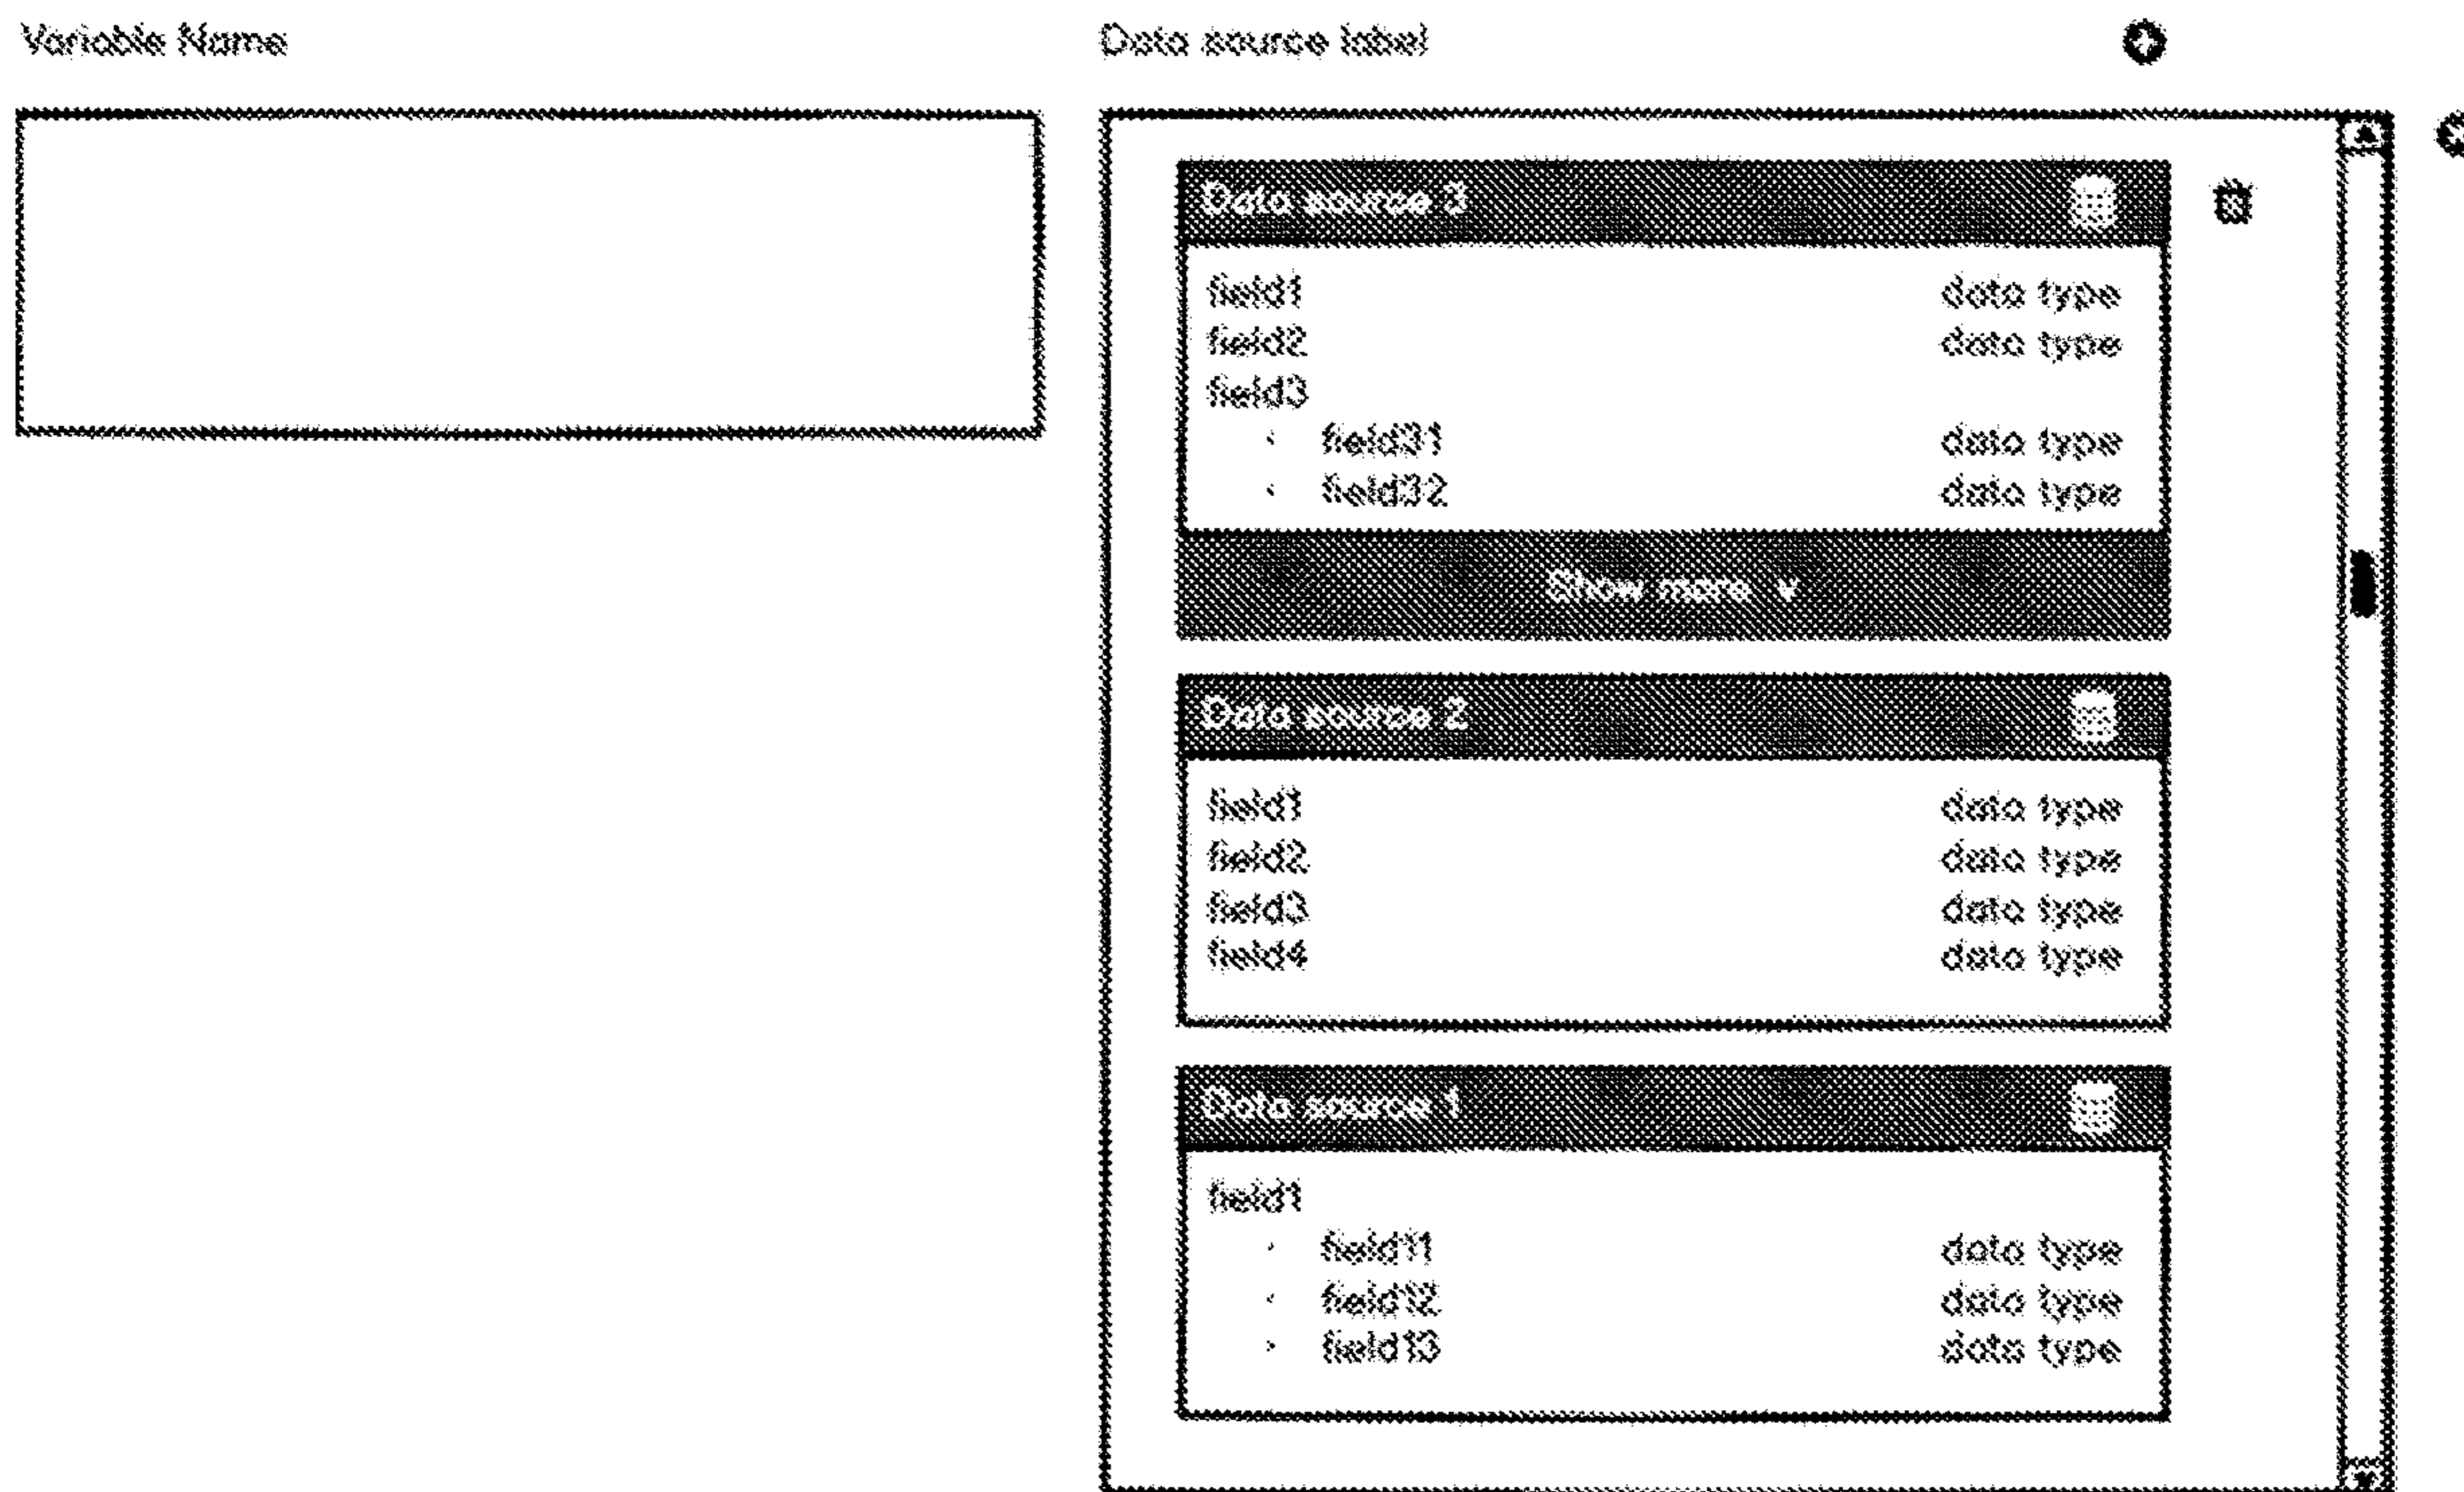 Variable Name
Data source label
Data source 3
field1 data type
field2 data type
field3
field31 data type
field32 data type
Show more v
Data source 2
field1 data type
field2 data type
field3 data type
field4 data type
Data source 1
field1
field11 data type
field12 data type
field13 data type